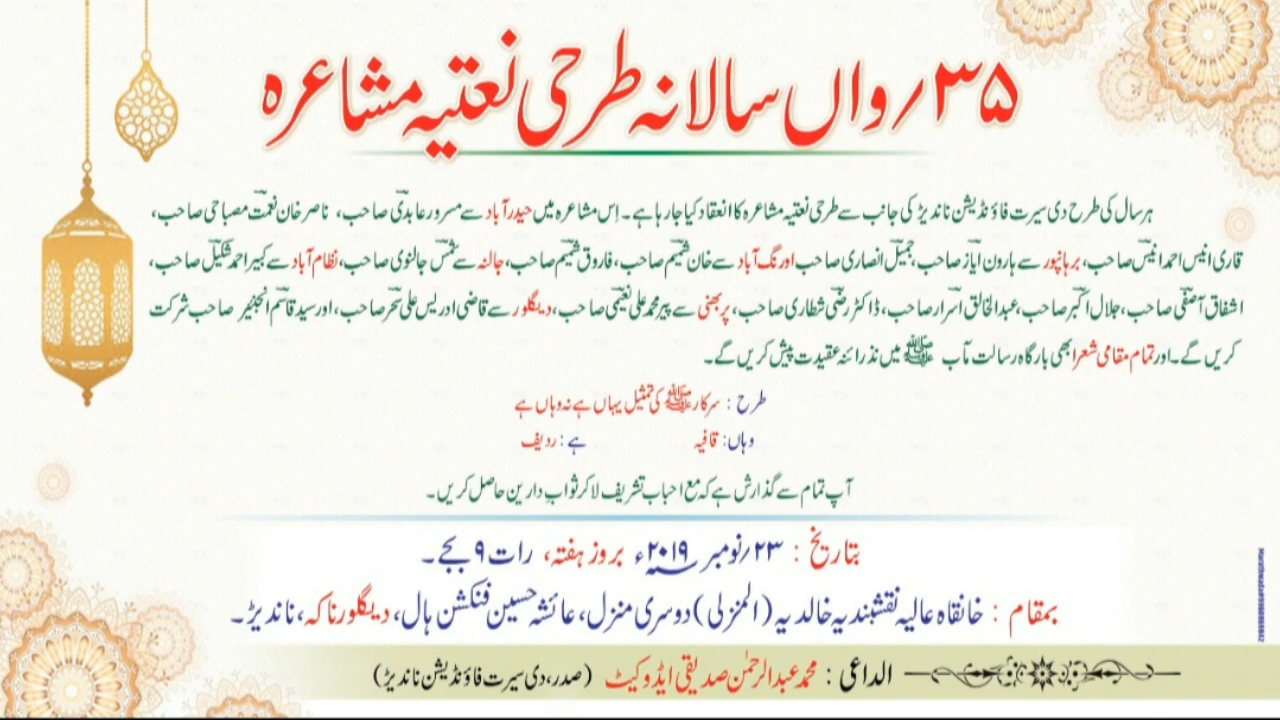 ۳۵؍رواں سالانہ طرحی نعتیہ مشاعرہ
ہر سال کی طرح دی سیرت فاؤنڈیشن ناندیڑ کی جانب سے طرحی نعتیہ مشاعرہ کا انعقاد کیا جارہا ہے۔ اِس مشاعرہ میں حیدرآباد سے مسرور عابدی صاحب، ناصر خان نعمت مصباحی صاحب،
قاری انیس احمد انیس صاحب، برہانپور سے ہارون ایاز صاحب، جمیل انصاری صاحب اورنگ آباد سے خان شمیم صاحب، فاروق شمیم صاحب، جالنہ سے شمس جالنوی صاحب، نظام آباد سے کبیر احمد شکیل صاحب،
اشفاق آصفی صاحب، جلال اکبر صاحب، عبدالخالق اسرار صاحب، ڈاکٹر رضی شطاری صاحب، پربھنی سے پیر محمد علی نعیمی صاحب، دیگلور سے قاضی ادریس علی سحر صاحب، اور سید قاسم انجینئر صاحب شرکت
کریں گے۔ اور تمام مقامی شعرا بھی بارگاہ رسالت مآب ﷺ میں نذرائنہ عقیدت پیش کریں گے۔
طرح : سرکار ﷺ کی تمثیل یہاں ہے نہ وہاں ہے
وہاں: قافیہ ہے : ردیف
آپ تمام سے گذارش ہے کہ مع احباب تشریف لا کر ثوابِ دارین حاصل کریں۔
بتاریخ : ۲۳؍نومبر ۲۰۱۹ء بروز ہفتہ، رات ۹ بجے۔
بمقام : خانقاہ عالیہ نقشبندیہ خالدیہ (المنزلی) دوسری منزل، عائشہ حسین فنکشن ہال، دیگلور ناکہ، ناندیڑ۔
الداعی : محمد عبدالرحمٰن صدیقی ایڈوکیٹ (صدر، دی سیرت فاؤنڈیشن ناندیڑ)